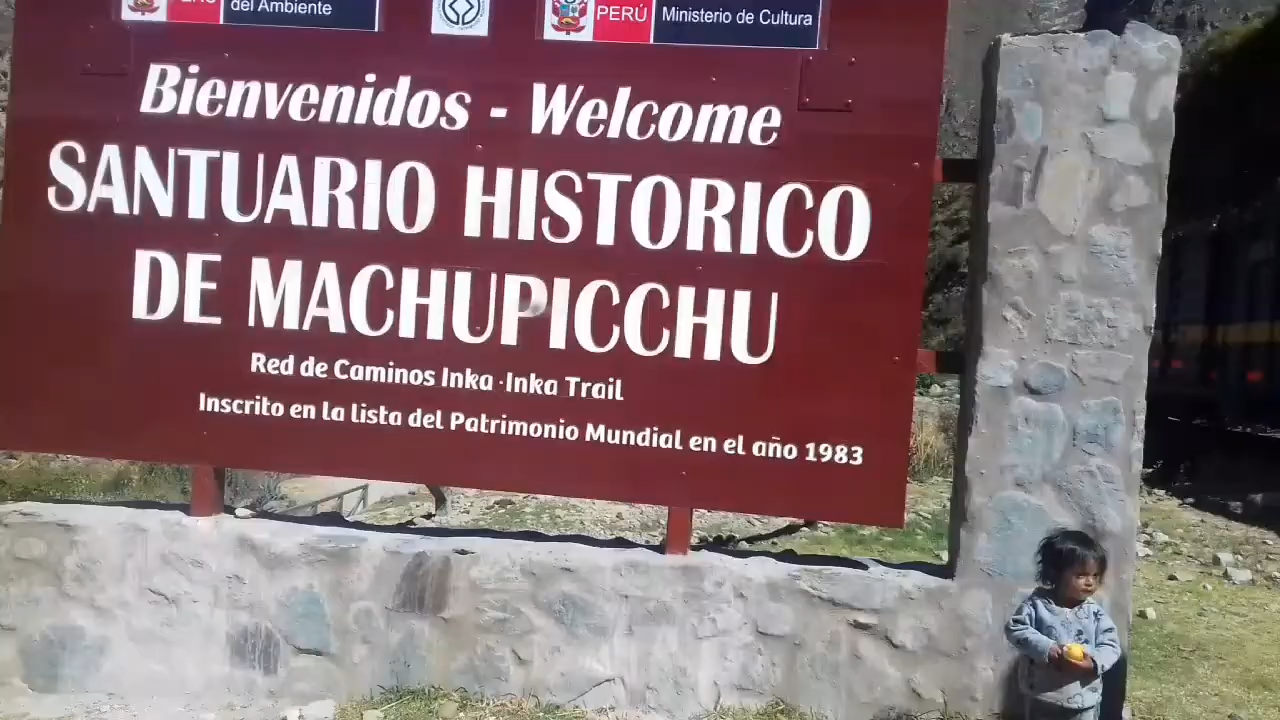 del Ambiente
PERÚ
Ministerio de Cultura
Bienvenidos - Welcome
SANTUARIO HISTORICO
DE MACHUPICCHU
Red de Caminos Inka - Inka Trail
Inscrito en la lista del Patrimonio Mundial en el año 1983